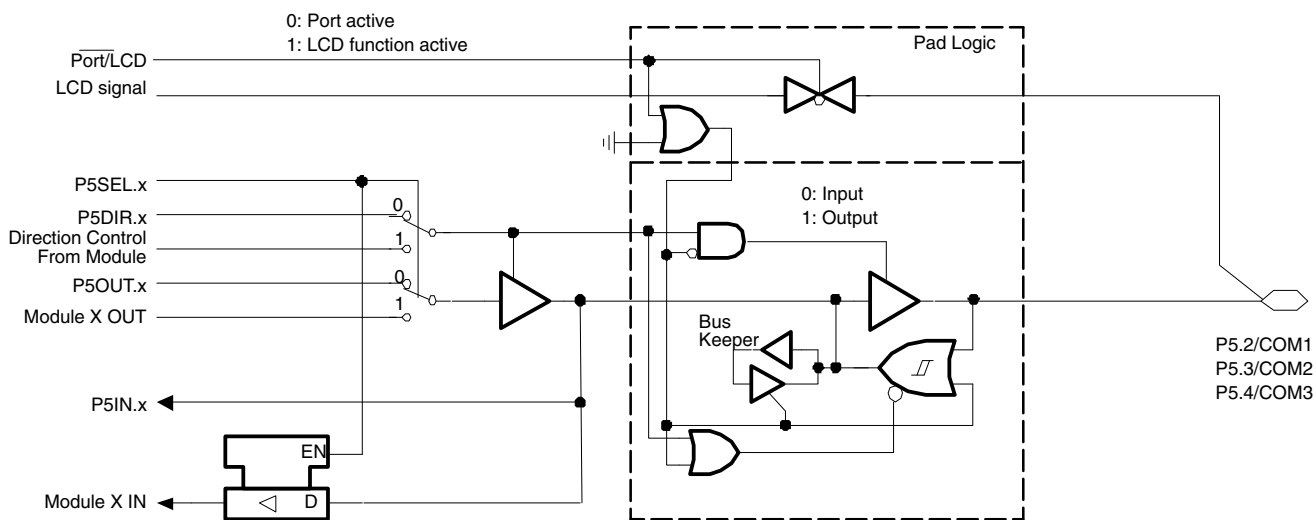 0: Port active
1: LCD function active
Pad Logic
Port/LCD
LCD signal
P5SEL.x
0: Input
1: Output
P5DIR.x
0
Direction Control
From Module
1
P5OUT.x
0
Module X OUT
1
Bus
Keeper
P5.2/COM1
P5.3/COM2
P5.4/COM3
P5IN.x
EN
Module X IN
D